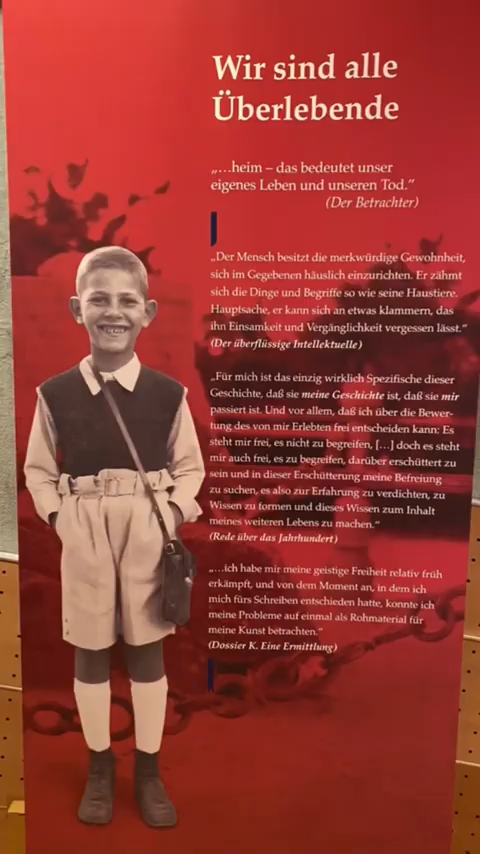 Wir sind alle
Überlebende
„…heim – das bedeutet unser
eigenes Leben und unseren Tod.“
(Der Betrachter)
„Der Mensch besitzt die merkwürdige Gewohnheit,
sich im Gegebenen häuslich einzurichten. Er zähmt
sich die Dinge und Begriffe so wie seine Haustiere.
Hauptsache, er kann sich an etwas klammern, das
ihn Einsamkeit und Vergänglichkeit vergessen lässt.“
(Der überflüssige Intellektuelle)
„Für mich ist das einzig wirklich Spezifische dieser
Geschichte, daß sie meine Geschichte ist, daß sie mir
passiert ist. Und vor allem, daß ich über die Bewer-
tung des von mir Erlebten frei entscheiden kann: Es
steht mir frei, es nicht zu begreifen, […] doch es steht
mir auch frei, es zu begreifen, darüber erschüttert zu
sein und in dieser Erschütterung meine Befreiung
zu suchen, es also zur Erfahrung zu verdichten, zu
Wissen zu formen und dieses Wissen zum Inhalt
meines weiteren Lebens zu machen.“
(Rede über das Jahrhundert)
„…ich habe mir meine geistige Freiheit relativ früh
erkämpft, und von dem Moment an, in dem ich
mich fürs Schreiben entschieden hatte, konnte ich
meine Probleme auf einmal als Rohmaterial für
meine Kunst betrachten.“
(Dossier K. Eine Ermittlung)